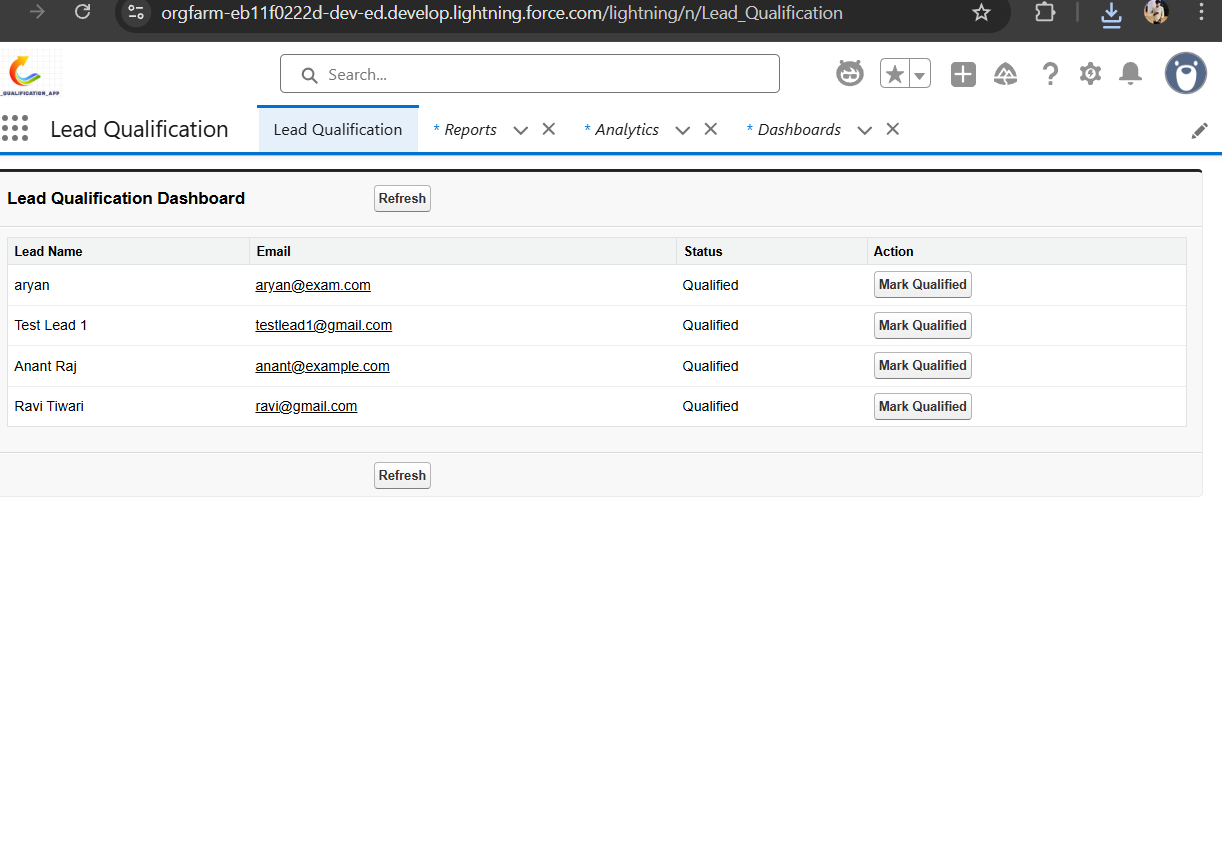 orgfarm-eb11f0222d-dev-ed.develop.lightning.force.com/lightning/n/Lead_Qualification
_QUALIFICATION_APP
Search...
Lead Qualification
Lead Qualification
* Reports
* Analytics
* Dashboards
Lead Qualification Dashboard
Refresh
Lead Name Email Status Action
aryan aryan@exam.com Qualified Mark Qualified
Test Lead 1 testlead1@gmail.com Qualified Mark Qualified
Anant Raj anant@example.com Qualified Mark Qualified
Ravi Tiwari ravi@gmail.com Qualified Mark Qualified
Refresh